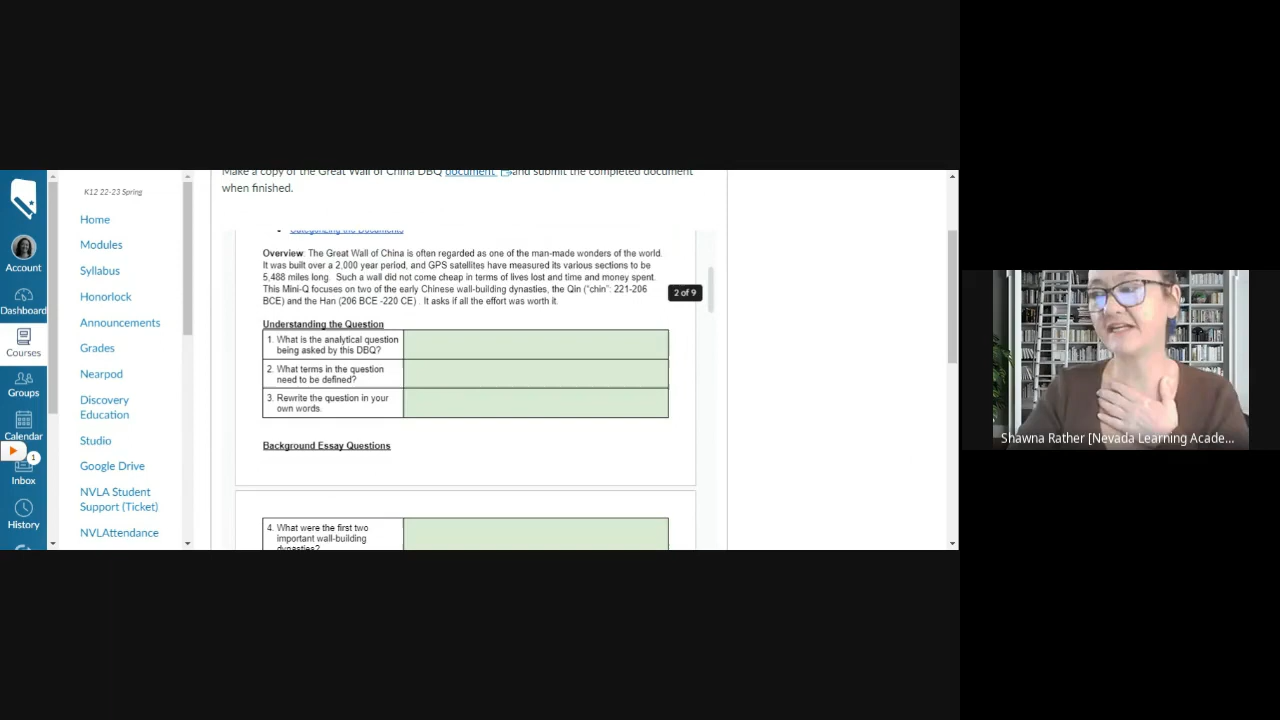 Account
Dashboard
Courses
Groups
Calendar
1
Inbox
History
K12 22-23 Spring
Home
Modules
Syllabus
Honorlock
Announcements
Grades
Nearpod
Discovery
Education
Studio
Google Drive
NVLA Student
Support (Ticket)
NVLAttendance
Make a copy of the Great Wall of China DBQ document and submit the completed document
when finished.
Categorizing the Documents
Overview: The Great Wall of China is often regarded as one of the man-made wonders of the world.
It was built over a 2,000 year period, and GPS satellites have measured its various sections to be
5,488 miles long. Such a wall did not come cheap in terms of lives lost and time and money spent.
This Mini-Q focuses on two of the early Chinese wall-building dynasties, the Qin ("chin": 221-206
BCE) and the Han (206 BCE -220 CE) . It asks if all the effort was worth it.
2 of 9
Understanding the Question
1. What is the analytical question
being asked by this DBQ?
2. What terms in the question
need to be defined?
3. Rewrite the question in your
own words.
Background Essay Questions
4. What were the first two
important wall-building
dynasties?
Shawna Rather [Nevada Learning Acade...